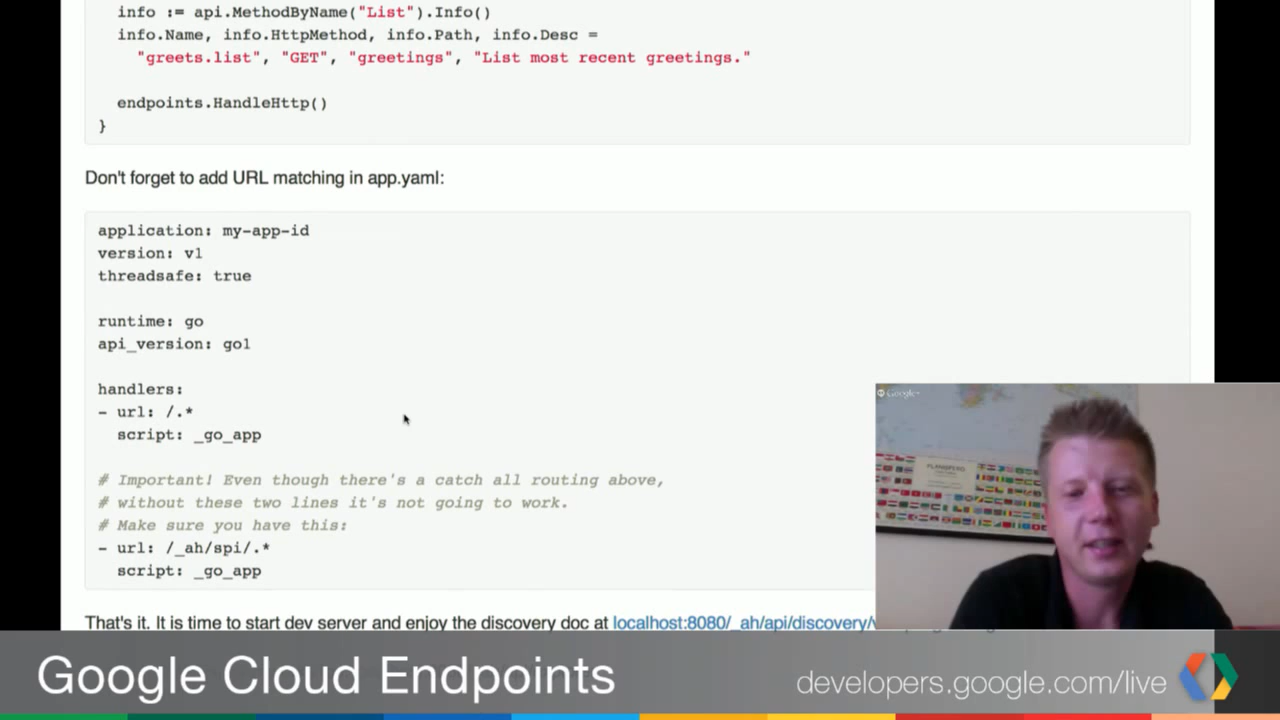 info := api.MethodByName("List").Info()
info.Name, info.HttpMethod, info.Path, info.Desc =
"greets.list", "GET", "greetings", "List most recent greetings."
endpoints.HandleHttp()
}
Don't forget to add URL matching in app.yaml:
application: my-app-id
version: v1
threadsafe: true
runtime: go
api_version: go1
handlers:
- url: /.*
script: _go_app
# Important! Even though there's a catch all routing above,
# without these two lines it's not going to work.
# Make sure you have this:
- url: /_ah/spi/.*
script: _go_app
That's it. It is time to start dev server and enjoy the discovery doc at localhost:8080/_ah/api/discovery/
Google+
Google Cloud Endpoints
developers.google.com/live